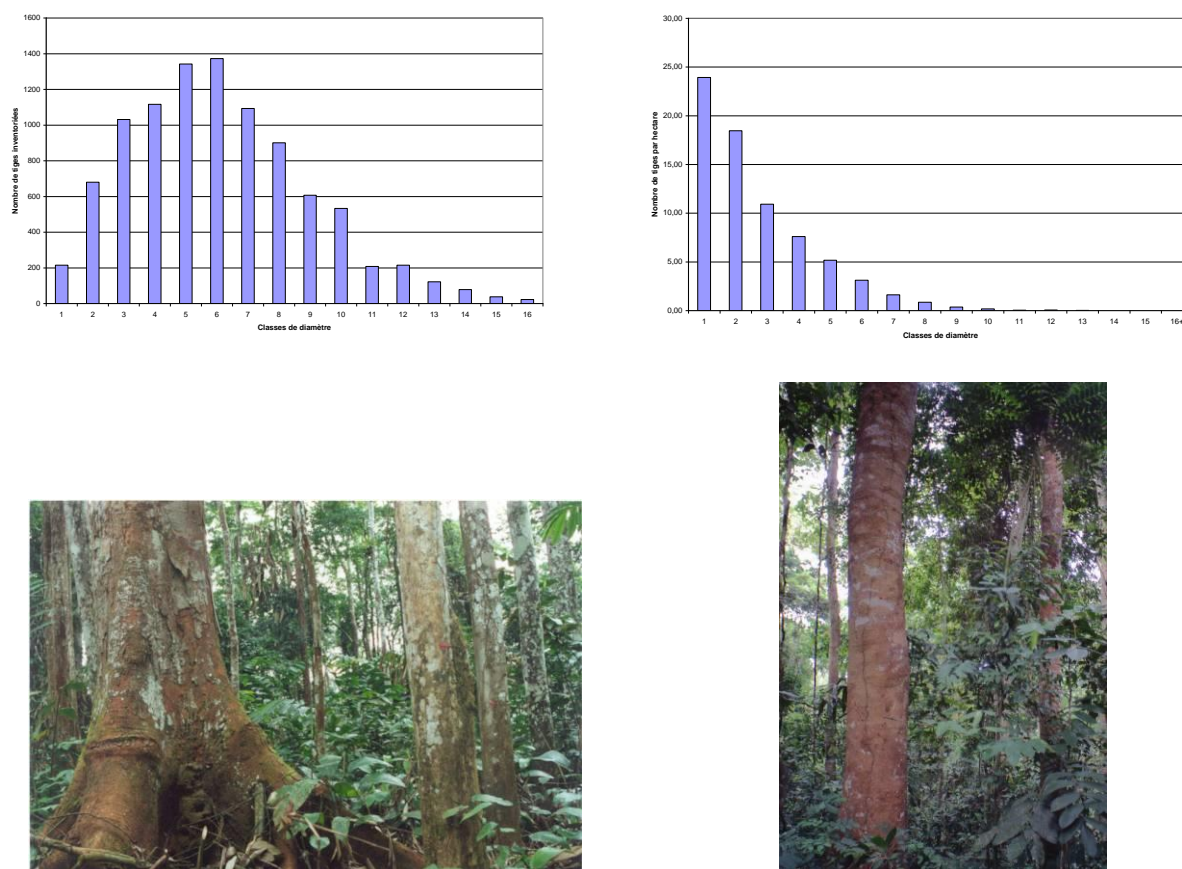 1600
1400
1200
1000
800
600
400
200
0
Nombre de tiges inventoriées
1 2 3 4 5 6 7 8 9 10 11 12 13 14 15 16
Classes de diamètre
30,00
25,00
20,00
15,00
10,00
5,00
0,00
Nombre de tiges par hectare
1 2 3 4 5 6 7 8 9 10 11 12 13 14 15 16+
Classes de diamètre